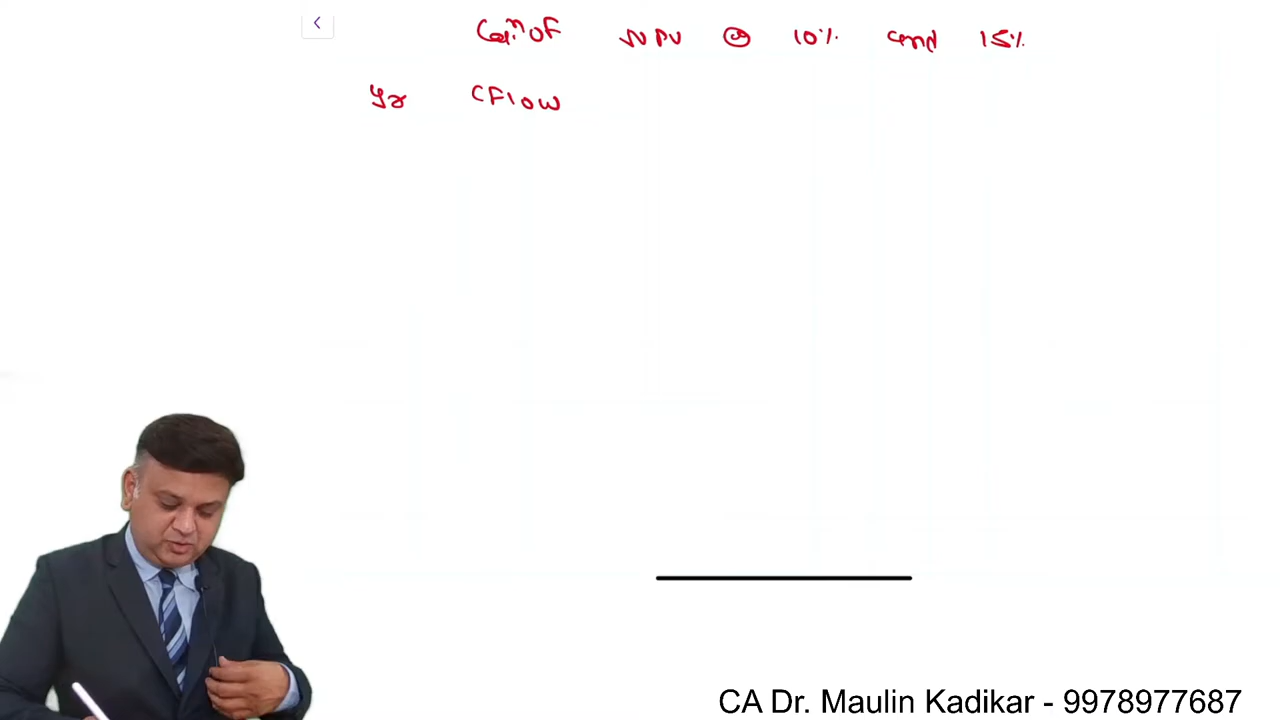 Calⁿ OF NPV @ 10% and 15%
Yr CFlow
CA Dr. Maulin Kadikar - 9978977687